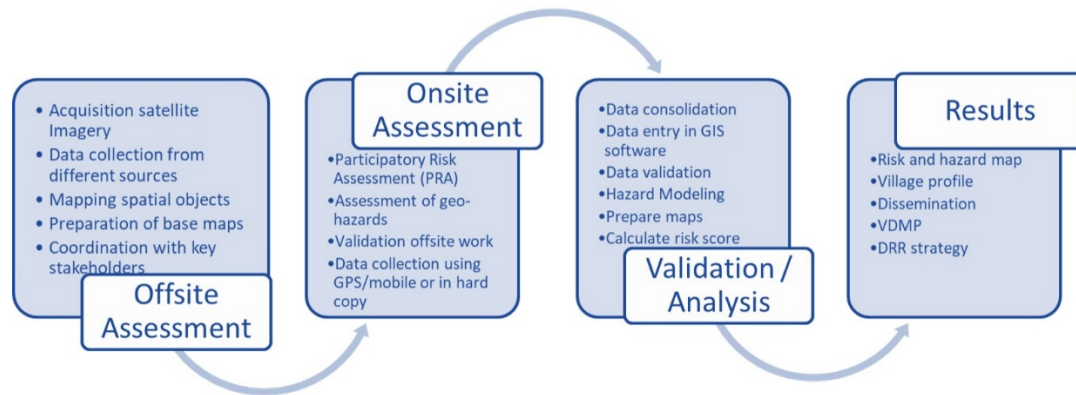 • Acquisition satellite
Imagery
• Data collection from
different sources
• Mapping spatial objects
• Preparation of base maps
• Coordination with key
stakeholders
Offsite
Assessment
Onsite
Assessment
•Participatory Risk
Assessment (PRA)
•Assessment of geo-
hazards
•Validation offsite work
•Data collection using
GPS/mobile or in hard
copy
•Data consolidation
•Data entry in GIS
software
•Data validation
•Hazard Modeling
•Prepare maps
•Calculate risk score
Validation /
Analysis
Results
•Risk and hazard map
•Village profile
•Dissemination
•VDMP
•DRR strategy